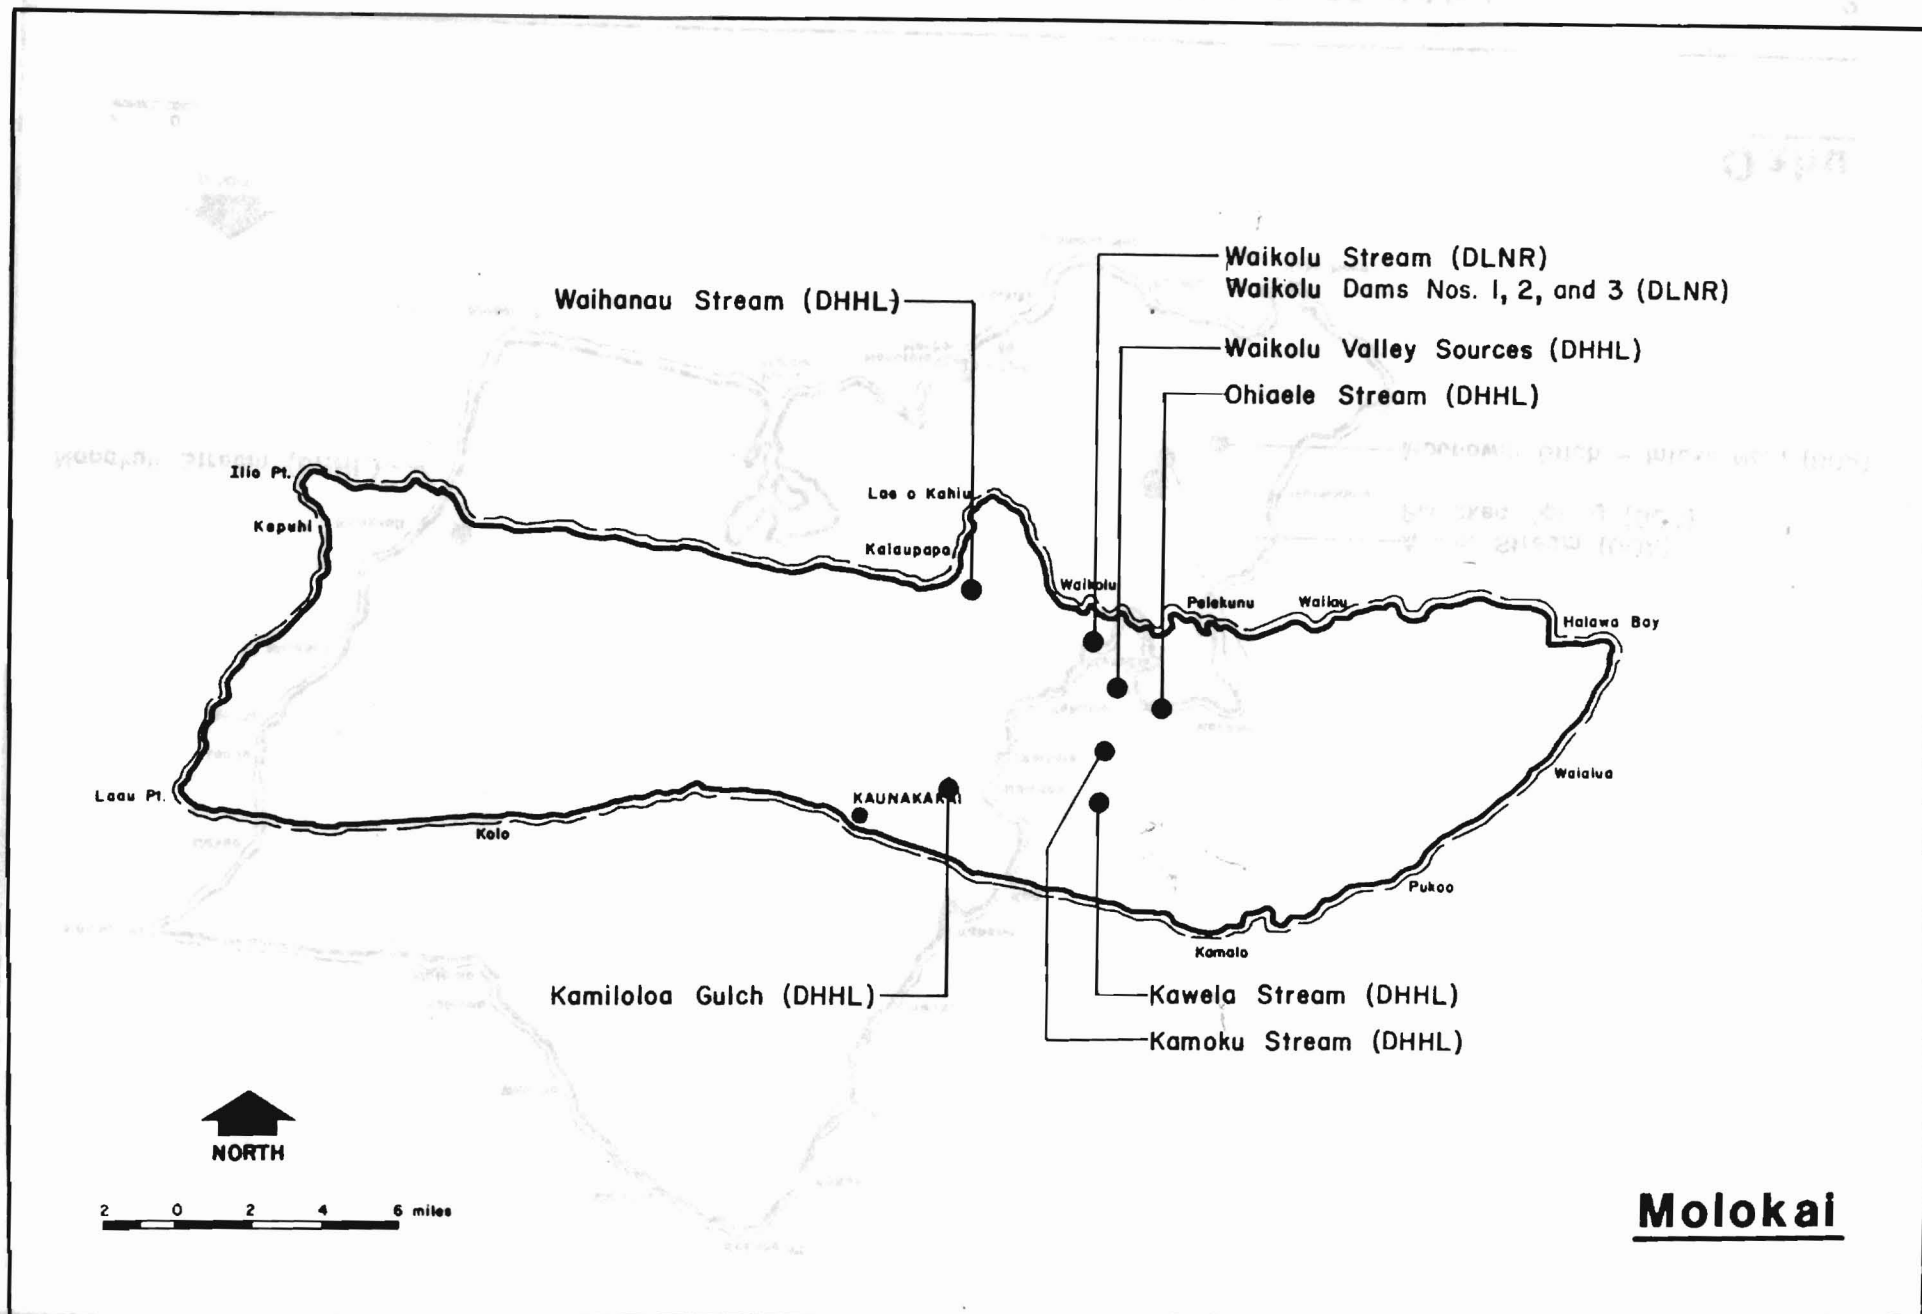 Waikolu Stream (DLNR)
Waikolu Dams Nos. 1, 2, and 3 (DLNR)
Waihanau Stream (DHHL)
Waikolu Valley Sources (DHHL)
Ohiaele Stream (DHHL)
Ilio Pt.
Kepuhi
Lae o Kahiu
Kalaupapa
Waikolu
Pelekunu
Wailau
Halawa Bay
Laau Pt.
Kolo
KAUNAKAKAI
Waialua
Pukoo
Kamalo
Kamiloloa Gulch (DHHL)
Kawela Stream (DHHL)
Kamoku Stream (DHHL)
NORTH
2 0 2 4 6 miles
Molokai